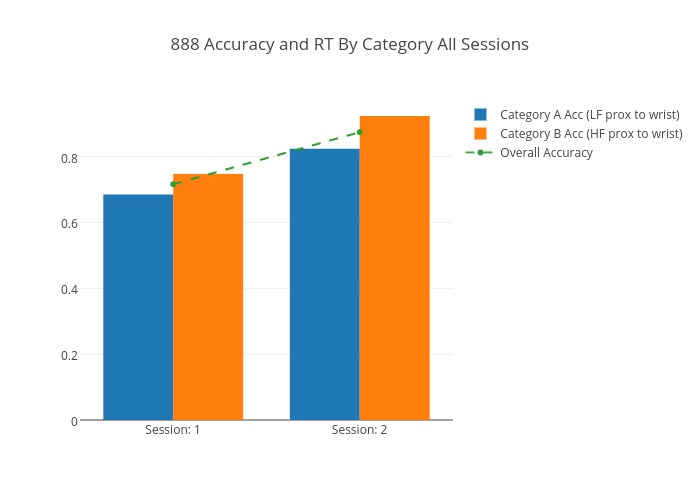 888 Accuracy and RT By Category All Sessions
Category A Acc (LF prox to wrist)
Category B Acc (HF prox to wrist)
Overall Accuracy
0.8
0.6
0.4
0.2
0
Session: 1
Session: 2